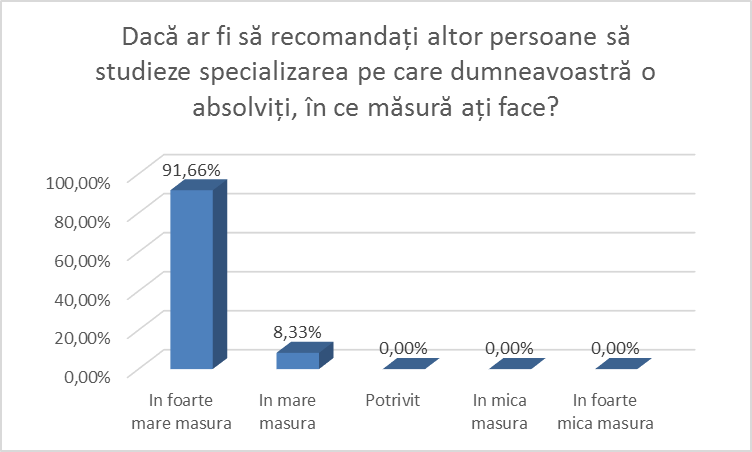 Dacă ar fi să recomandați altor persoane să
studieze specializarea pe care dumneavoastră o
absolviți, în ce măsură ați face?
91,66%
100,00%
80,00%
60,00%
40,00%
20,00%
0,00%
8,33%
0,00%
0,00%
0,00%
In foarte
mare masura
In mare
masura
Potrivit
In mica
masura
In foarte
mica masura